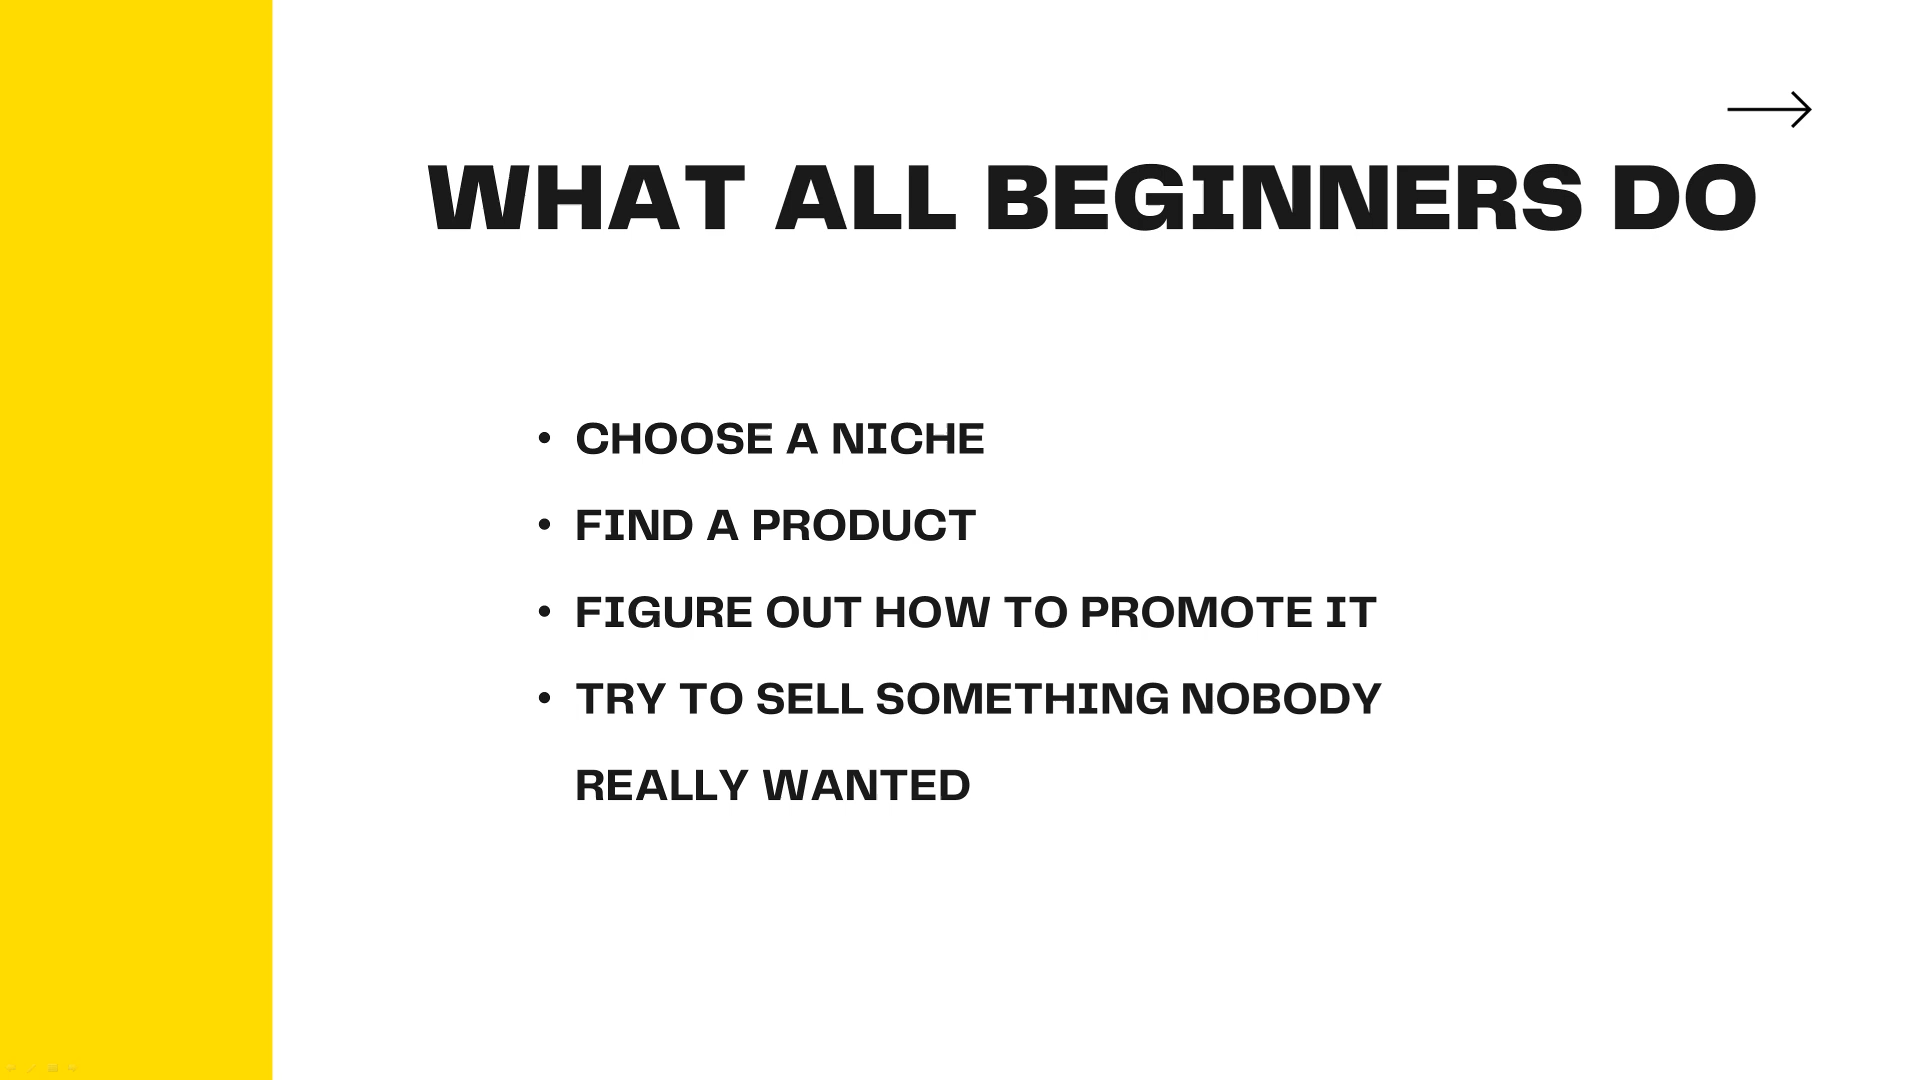 WHAT ALL BEGINNERS DO
• CHOOSE A NICHE
• FIND A PRODUCT
• FIGURE OUT HOW TO PROMOTE IT
• TRY TO SELL SOMETHING NOBODY
REALLY WANTED